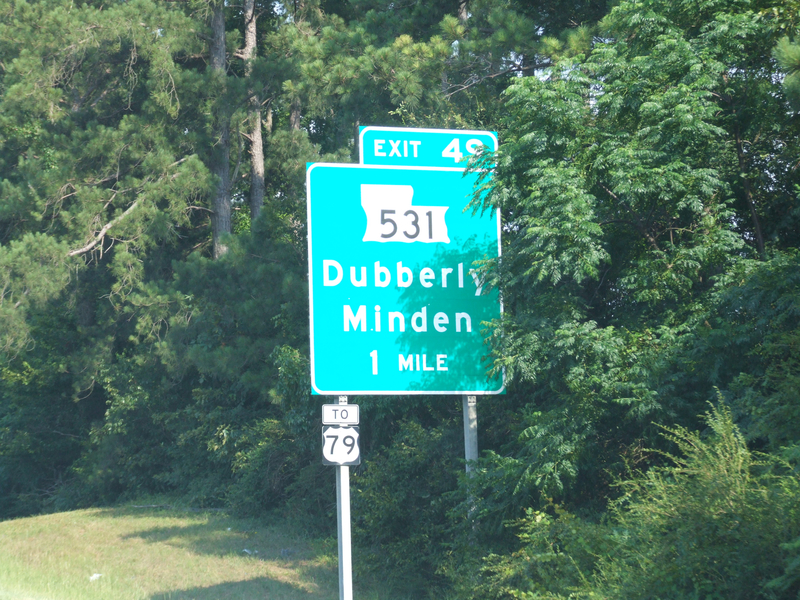 EXIT 49
531
Dubberly
Minden
1 MILE
TO
79